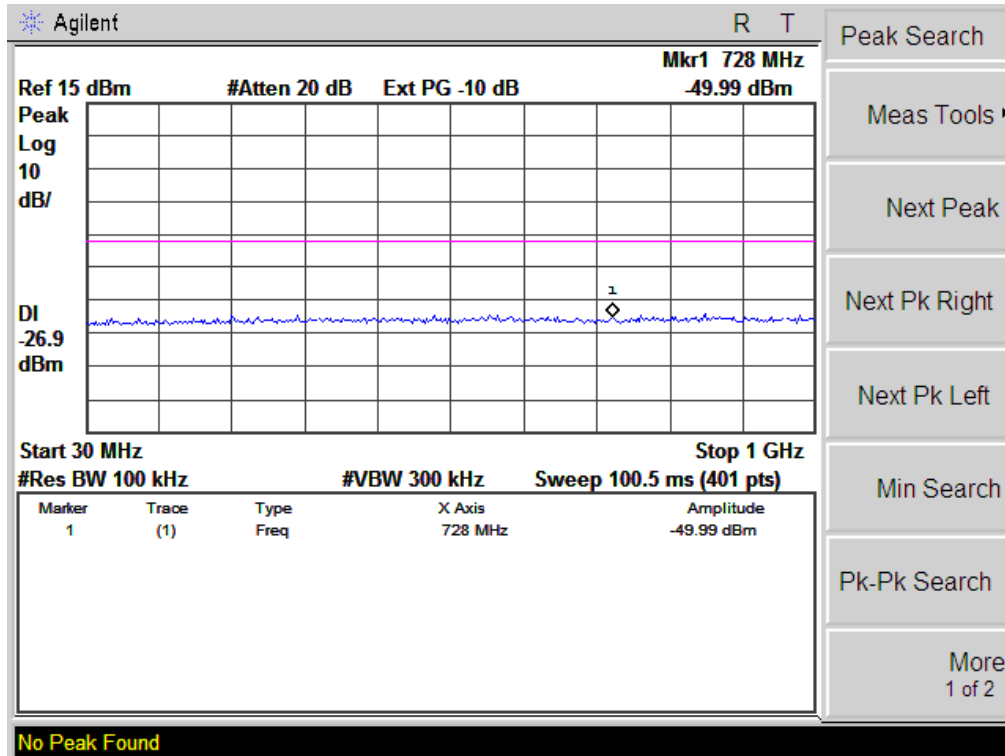 Agilent
R T
Mkr1 728 MHz
Ref 15 dBm #Atten 20 dB Ext PG -10 dB -49.99 dBm
Peak
Log
10
dB/
1
DI
-26.9
dBm
Start 30 MHz Stop 1 GHz
#Res BW 100 kHz #VBW 300 kHz Sweep 100.5 ms (401 pts)
Marker Trace Type X Axis Amplitude
1 (1) Freq 728 MHz -49.99 dBm
No Peak Found
Peak Search
Meas Tools
Next Peak
Next Pk Right
Next Pk Left
Min Search
Pk-Pk Search
More
1 of 2